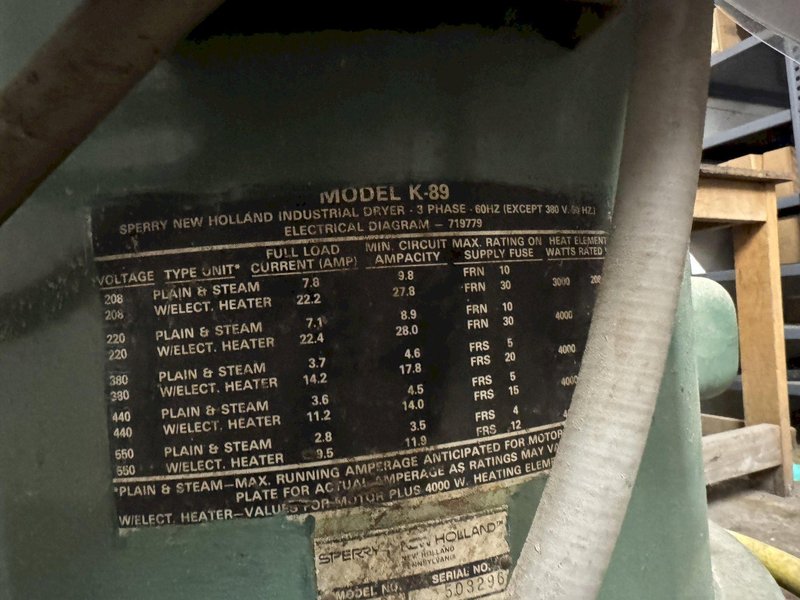 MODEL K-89
SPERRY NEW HOLLAND INDUSTRIAL DRYER - 3 PHASE - 60HZ (EXCEPT 380 V. HZ.)
ELECTRICAL DIAGRAM - 719779
VOLTAGE TYPE UNIT* FULL LOAD CURRENT (AMP) MIN. CIRCUIT AMPACITY MAX. RATING ON SUPPLY FUSE HEAT ELEMENT WATTS RATED
208 PLAIN & STEAM 7.8 9.8 FRN 10
208 W/ELECT. HEATER 22.2 27.8 FRN 30 3000 208
220 PLAIN & STEAM 7.1 8.9 FRN 10
220 W/ELECT. HEATER 22.4 28.0 FRN 30 4000
380 PLAIN & STEAM 3.7 4.6 FRS 5
380 W/ELECT. HEATER 14.2 17.8 FRS 20 4000
440 PLAIN & STEAM 3.6 4.5 FRS 5
440 W/ELECT. HEATER 11.2 14.0 FRS 15 4000
550 PLAIN & STEAM 2.8 3.5 FRS 4
550 W/ELECT. HEATER 9.5 11.9 FRS 12
*PLAIN & STEAM-MAX. RUNNING AMPERAGE ANTICIPATED FOR MOTOR
PLATE FOR ACTUAL AMPERAGE AS RATINGS MAY
W/ELECT. HEATER-VALUES FOR MOTOR PLUS 4000 W. HEATING
SPERRY NEW HOLLAND
NEW HOLLAND
PENNSYLVANIA
MODEL NO. SERIAL NO.
503296